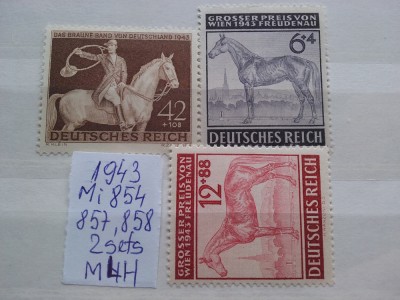 DAS BRAUNE BAND VON DEUTSCHLAND 1943
42
+108
DEUTSCHES REICH
GROSSER PREIS VON
WIEN 1943 FREUDENAU
6+4
DEUTSCHES REICH
GROSSER PREIS VON
WIEN 1943 FREUDENAU
12+88
DEUTSCHES REICH
1943
Mi 854
857, 858
2 sets
MLH